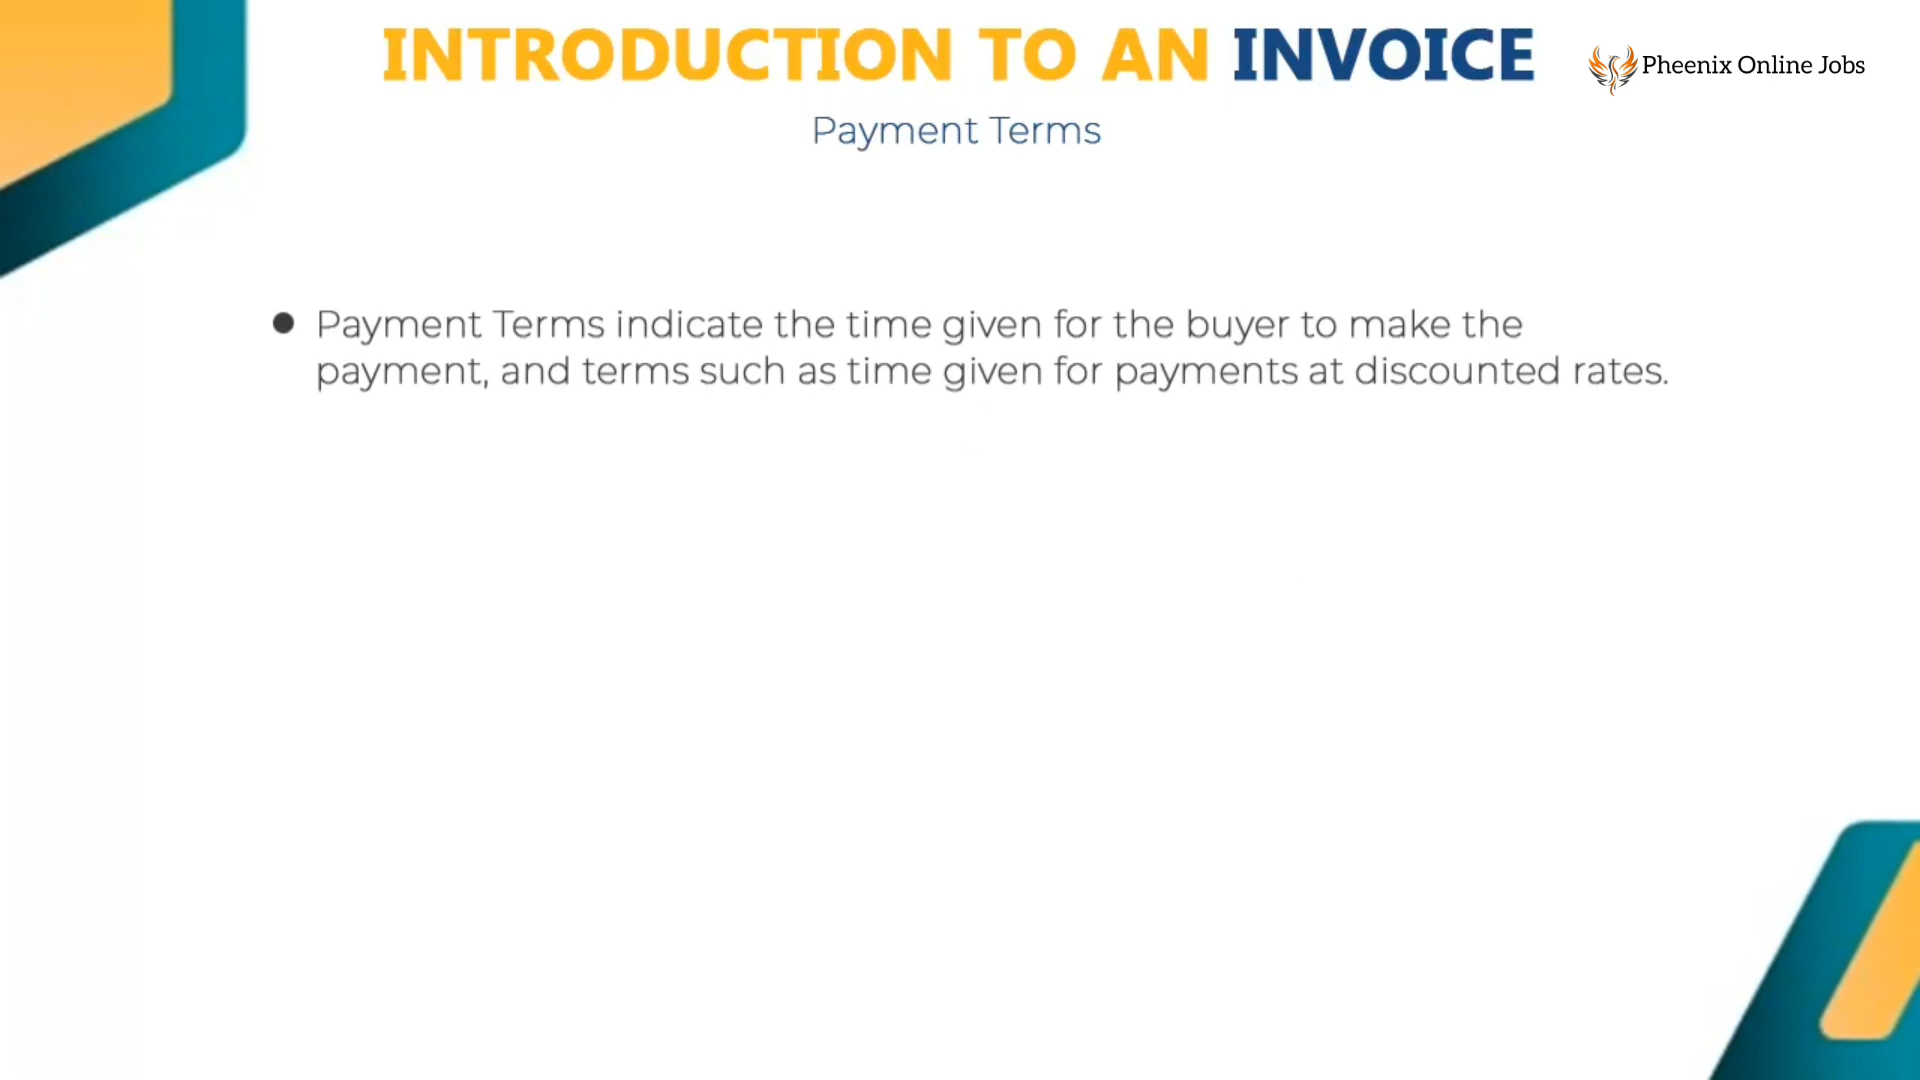 INTRODUCTION TO AN INVOICE
Pheenix Online Jobs
Payment Terms
● Payment Terms indicate the time given for the buyer to make the
payment, and terms such as time given for payments at discounted rates.